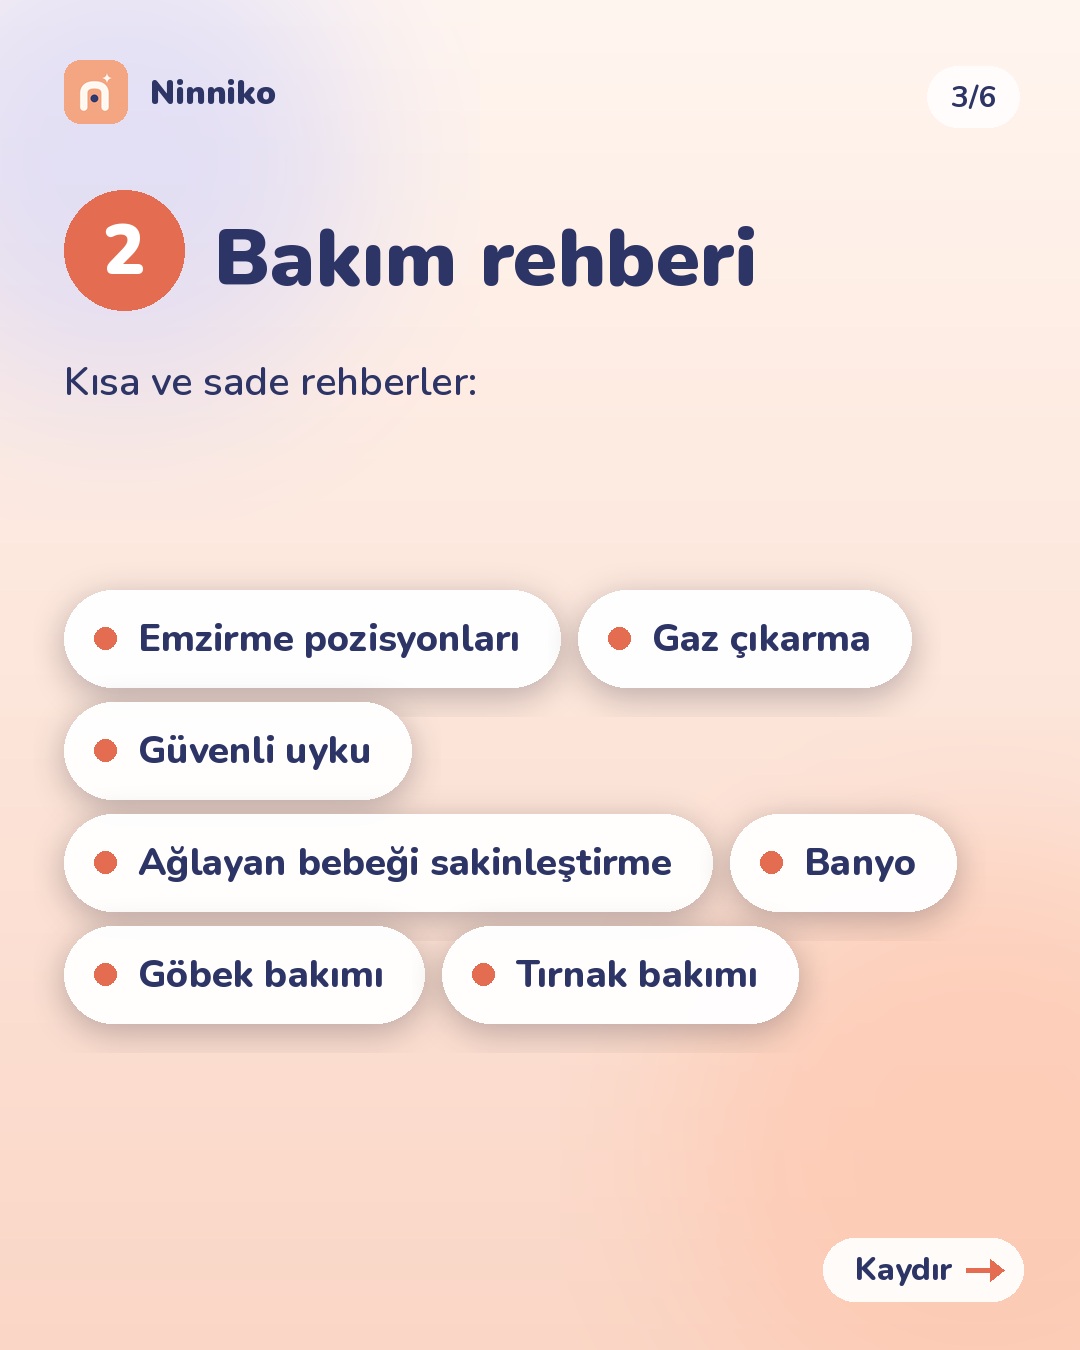 Ninniko
3/6
2 Bakım rehberi
Kısa ve sade rehberler:
Emzirme pozisyonları
Gaz çıkarma
Güvenli uyku
Ağlayan bebeği sakinleştirme
Banyo
Göbek bakımı
Tırnak bakımı
Kaydır